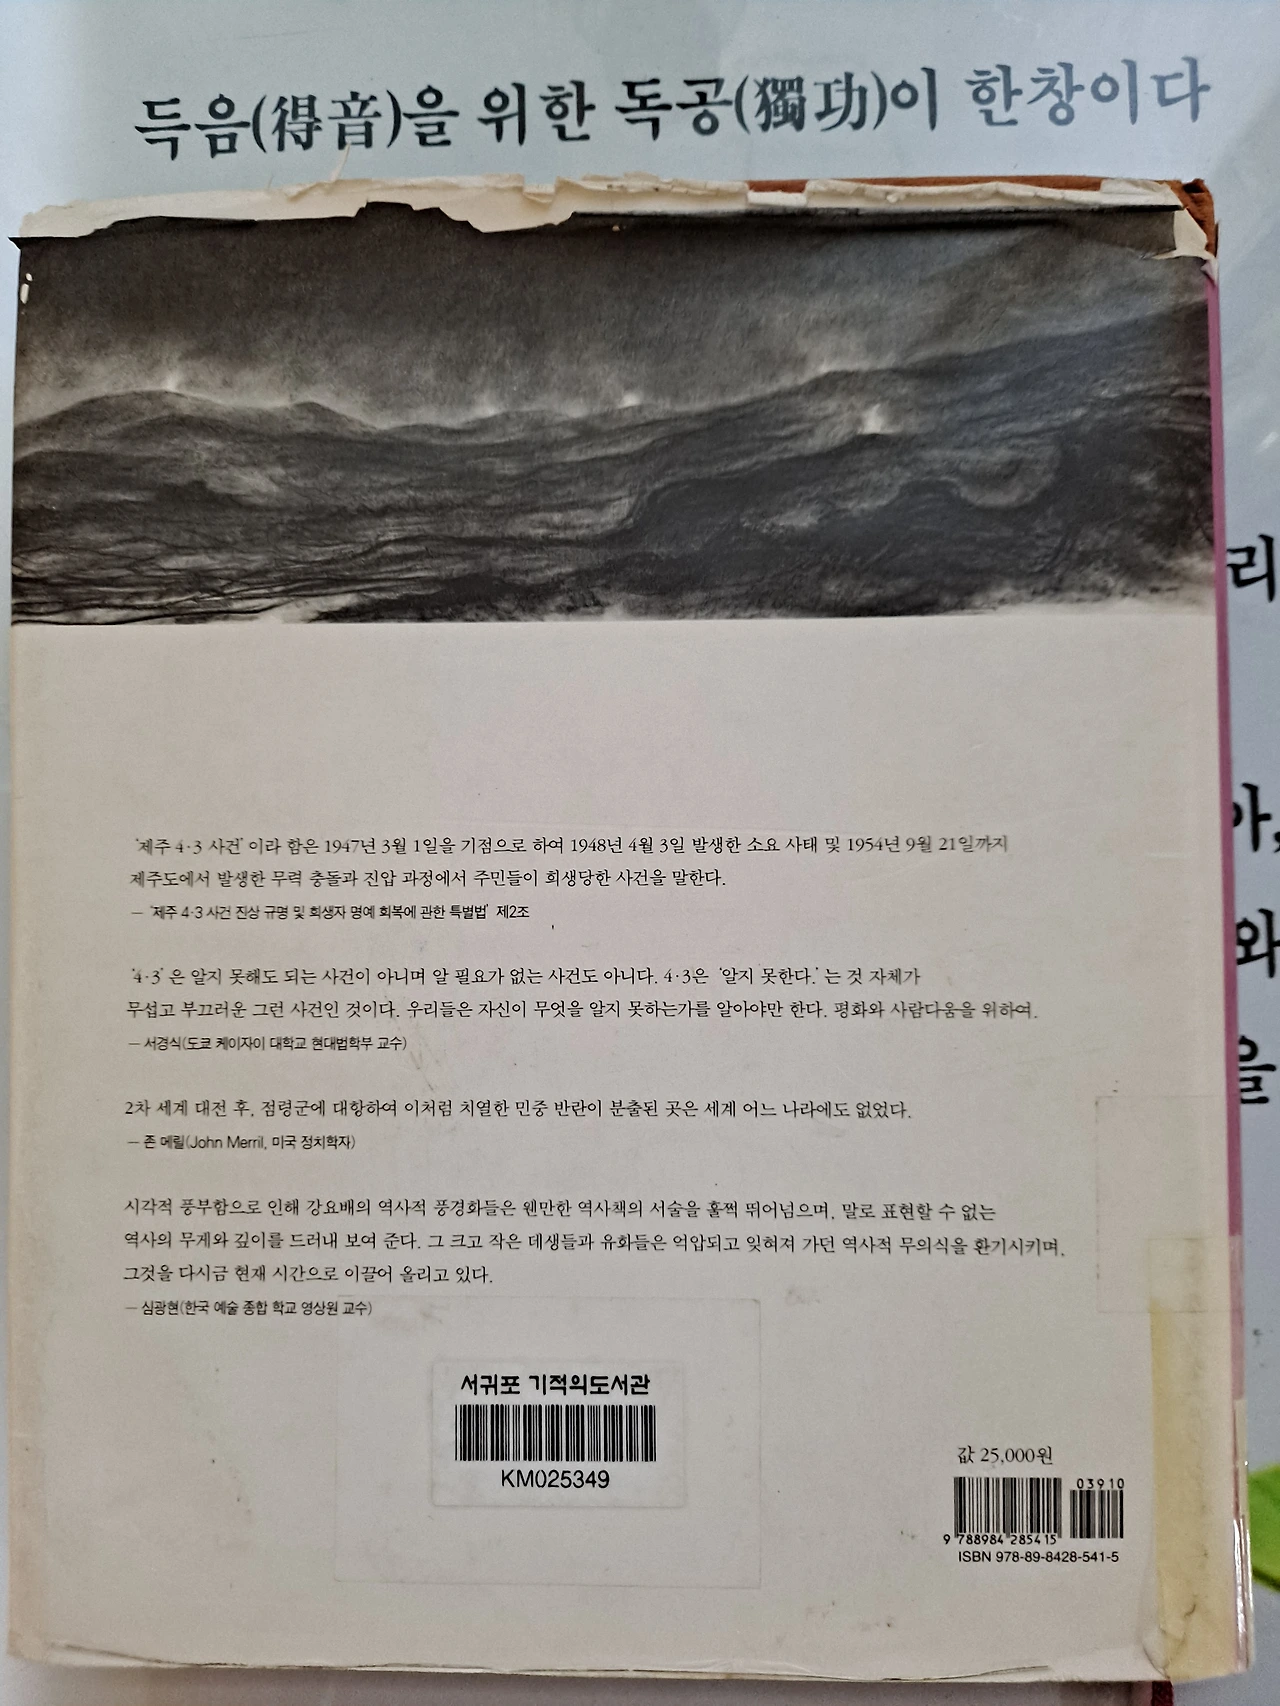 득음(得音)을 위한 독공(獨功)이 한창이다
리
아,
와
을
'제주 4·3 사건' 이라 함은 1947년 3월 1일을 기점으로 하여 1948년 4월 3일 발생한 소요 사태 및 1954년 9월 21일까지
제주도에서 발생한 무력 충돌과 진압 과정에서 주민들이 희생당한 사건을 말한다.
– '제주 4·3 사건 진상 규명 및 희생자 명예 회복에 관한 특별법' 제2조
'4·3' 은 알지 못해도 되는 사건이 아니며 알 필요가 없는 사건도 아니다. 4·3은 '알지 못한다.' 는 것 자체가
무섭고 부끄러운 그런 사건인 것이다. 우리들은 자신이 무엇을 알지 못하는가를 알아야만 한다. 평화와 사람다움을 위하여.
– 서경식(도쿄 케이자이 대학교 현대법학부 교수)
2차 세계 대전 후, 점령군에 대항하여 이처럼 치열한 민중 반란이 분출된 곳은 세계 어느 나라에도 없었다.
– 존 메릴(John Merril, 미국 정치학자)
시각적 풍부함으로 인해 강요배의 역사적 풍경화들은 웬만한 역사책의 서술을 훌쩍 뛰어넘으며, 말로 표현할 수 없는
역사의 무게와 깊이를 드러내 보여 준다. 그 크고 작은 데생들과 유화들은 억압되고 잊혀져 가던 역사적 무의식을 환기시키며,
그것을 다시금 현재 시간으로 이끌어 올리고 있다.
– 심광현(한국 예술 종합 학교 영상원 교수)
서귀포 기적의도서관
KM025349
값 25,000원
03910
9 788984 285415
ISBN 978-89-8428-541-5